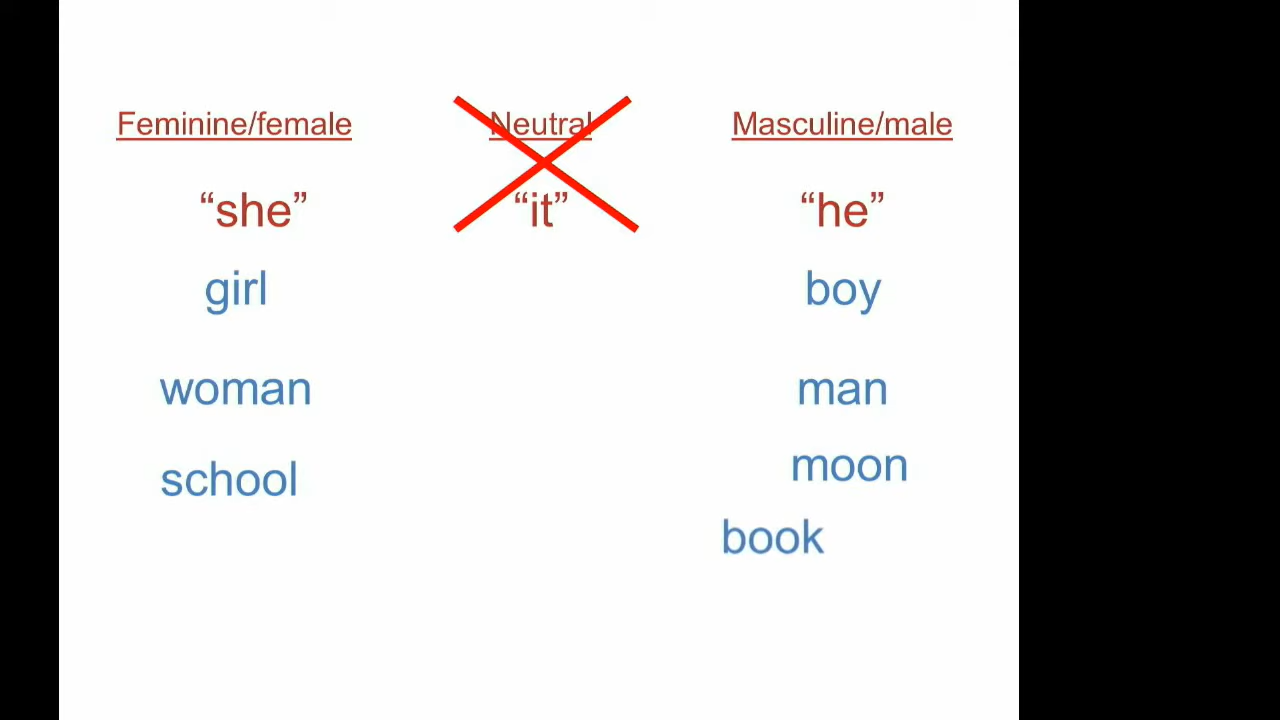 Feminine/female Neutral Masculine/male
“she” “it” “he”
girl boy
woman man
school moon
book